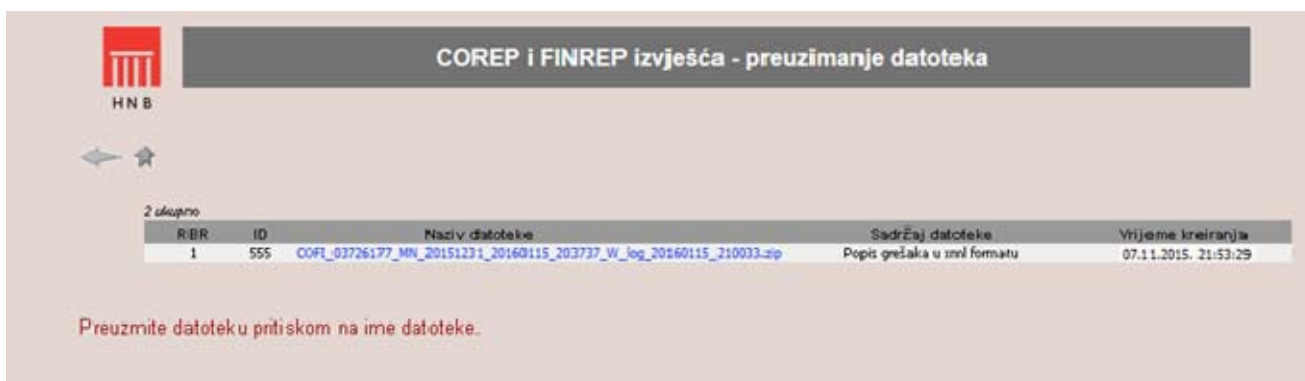 COREP i FINREP izvješća - preuzimanje datoteka
HNB
2 ukupno
RBR ID Naziv datoteke Sadržaj datoteke Vrijeme kreiranja
1 555 COFI_03726177_MN_20151231_20160115_203737_W_log_20160115_210033.zip Popis grešaka u xml formatu 07.11.2015. 21:53:29
Preuzmite datoteku pritiskom na ime datoteke.